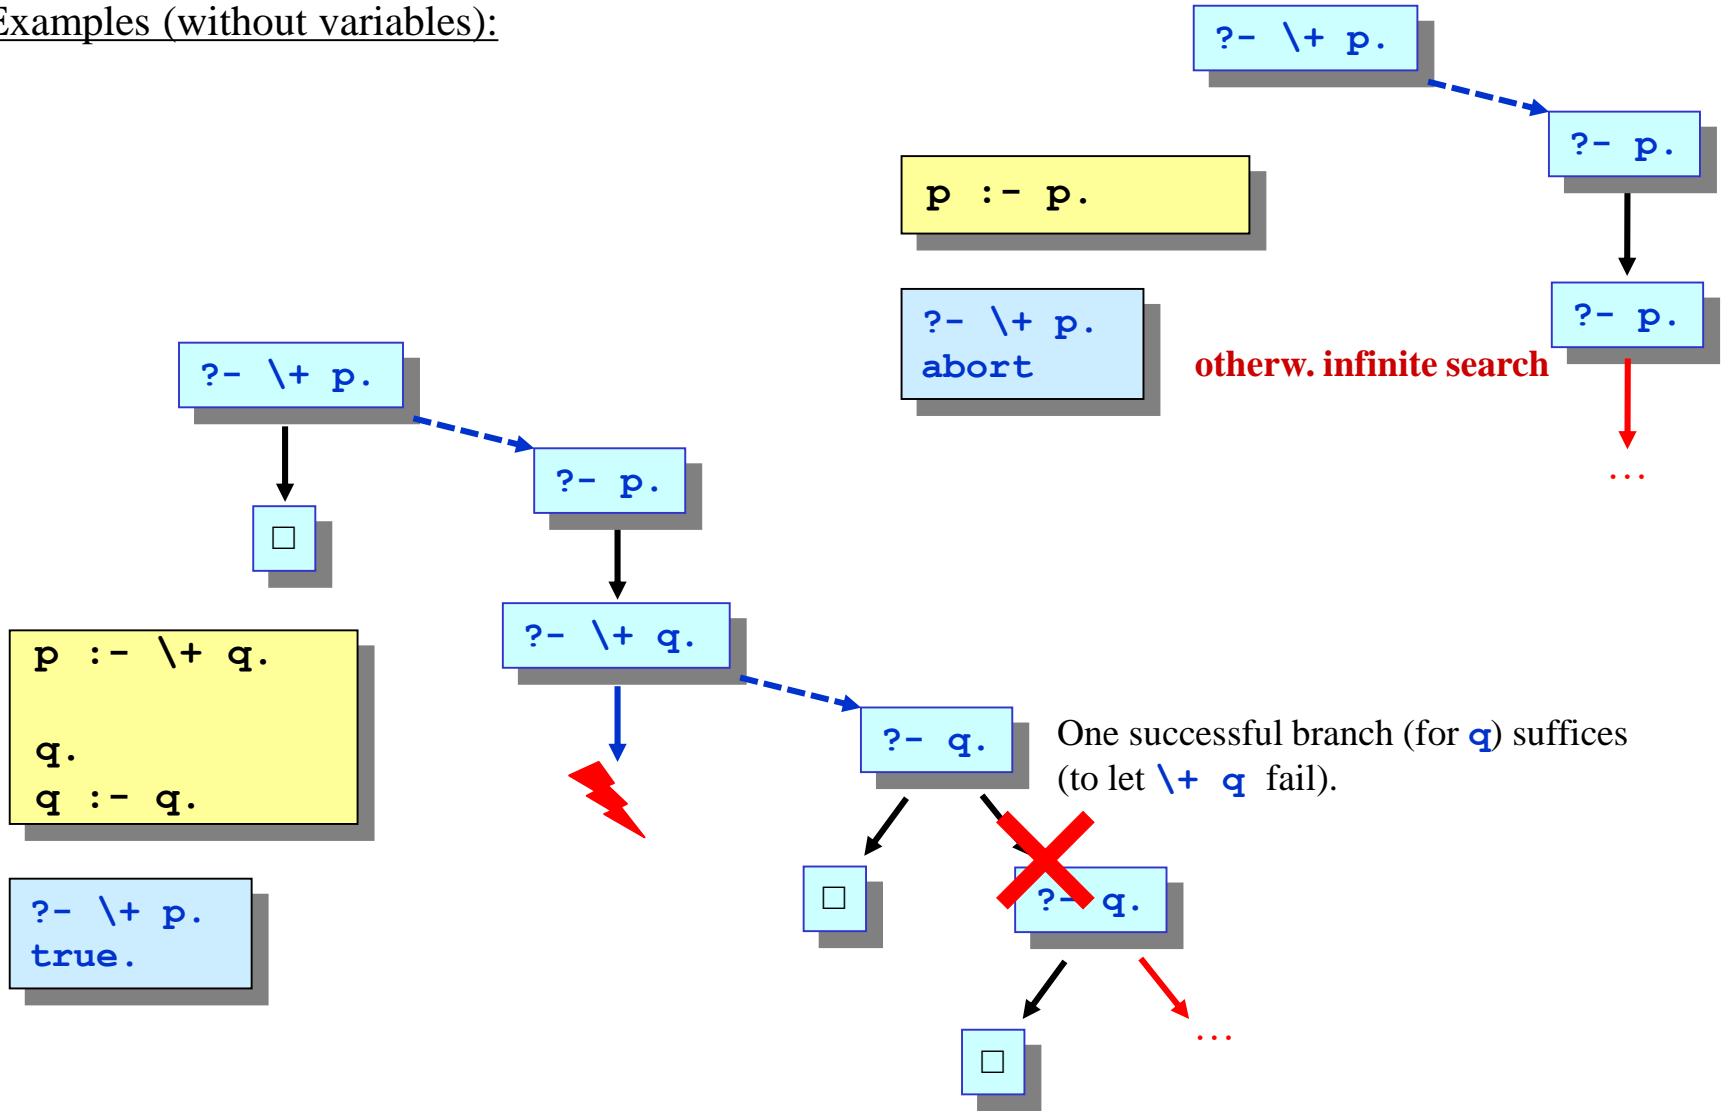 Examples (without variables):
?- \+ p.
?- p.
p :- p.
?- p.
?- \+ p.
abort
otherw. infinite search
...
?- \+ p.
?- p.
□
?- \+ q.
p :- \+ q.
q.
q :- q.
?- q.
One successful branch (for q) suffices
(to let \+ q fail).
□
?- q.
?- \+ p.
true.
...
□